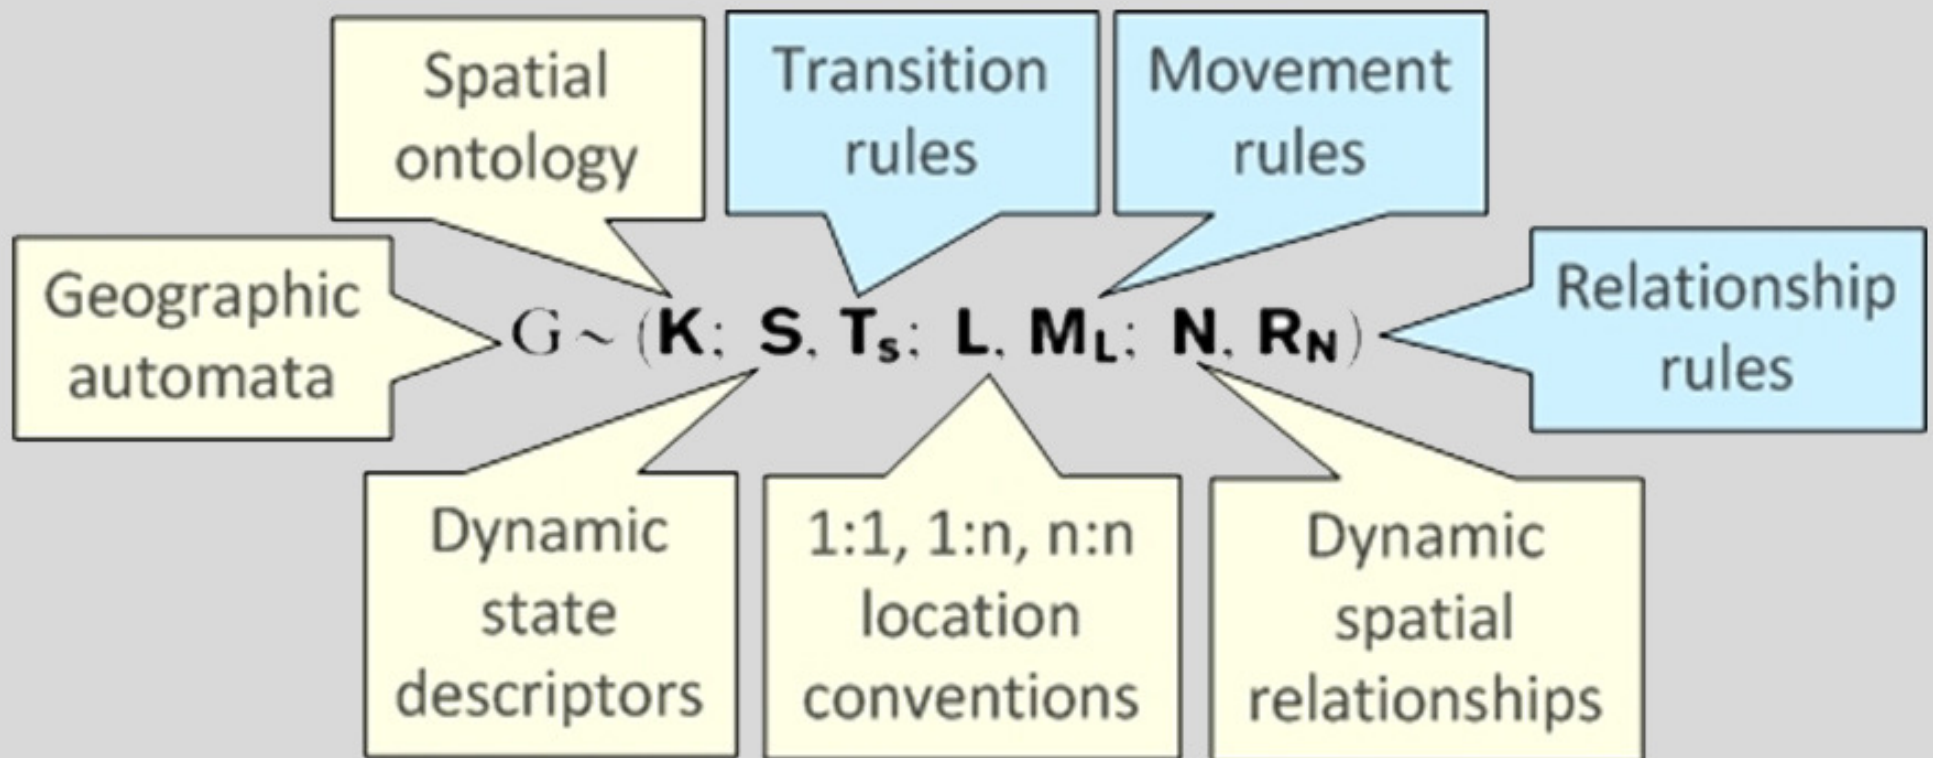 Spatial
ontology
Transition
rules
Movement
rules
Geographic
automata
G ~ (K; S, Ts; L, ML; N, RN)
Relationship
rules
Dynamic
state
descriptors
1:1, 1:n, n:n
location
conventions
Dynamic
spatial
relationships